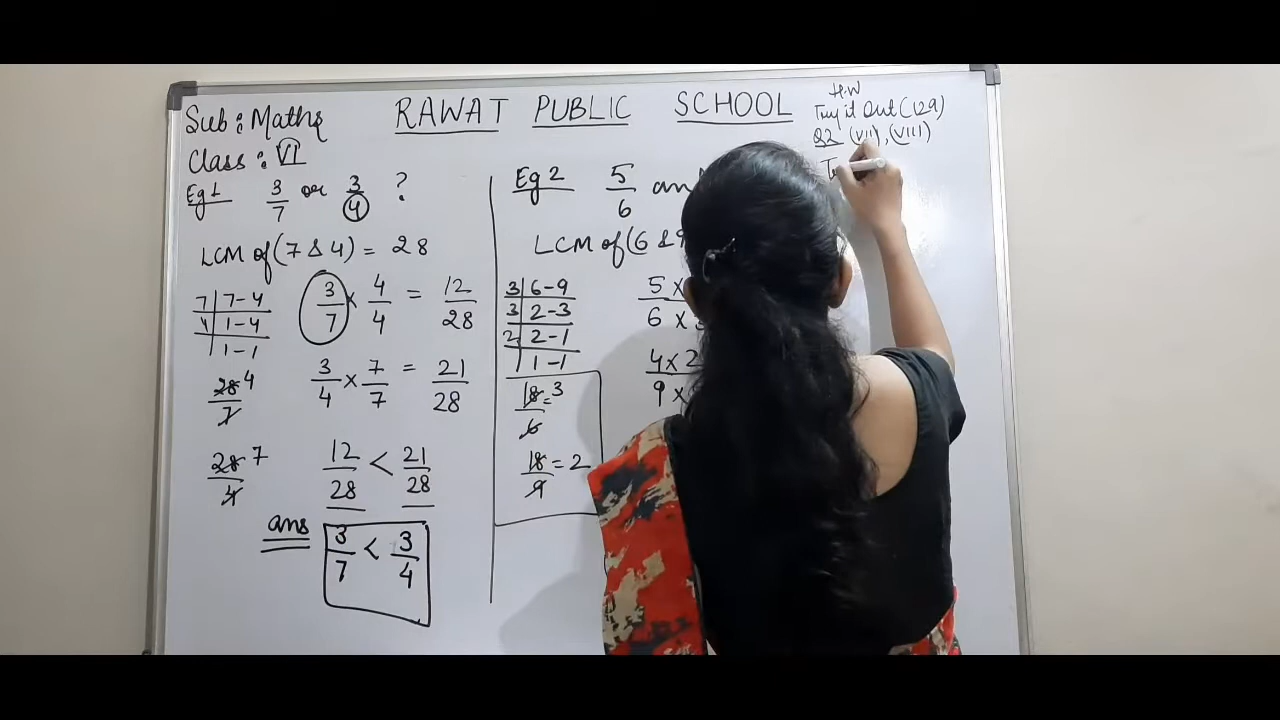 Sub : Maths
Class : VI
RAWAT PUBLIC SCHOOL
H.W
Try it Out (129)
Q2 (VII), (VIII)
T
Eg 1 3/7 or 3/4 ?
LCM of (7 & 4) = 28
7 | 7 - 4
4 | 1 - 4
1 - 1
3/7 × 4/4 = 12/28
3/4 × 7/7 = 21/28
28/7 4
28/4 7
12/28 < 21/28
ans 3/7 < 3/4
Eg 2 5/6 an
LCM of (6 & 9
3 | 6 - 9
3 | 2 - 3
2 | 2 - 1
1 - 1
5 ×
6 ×
4 × 2
9 ×
18/6 = 3
18/9 = 2